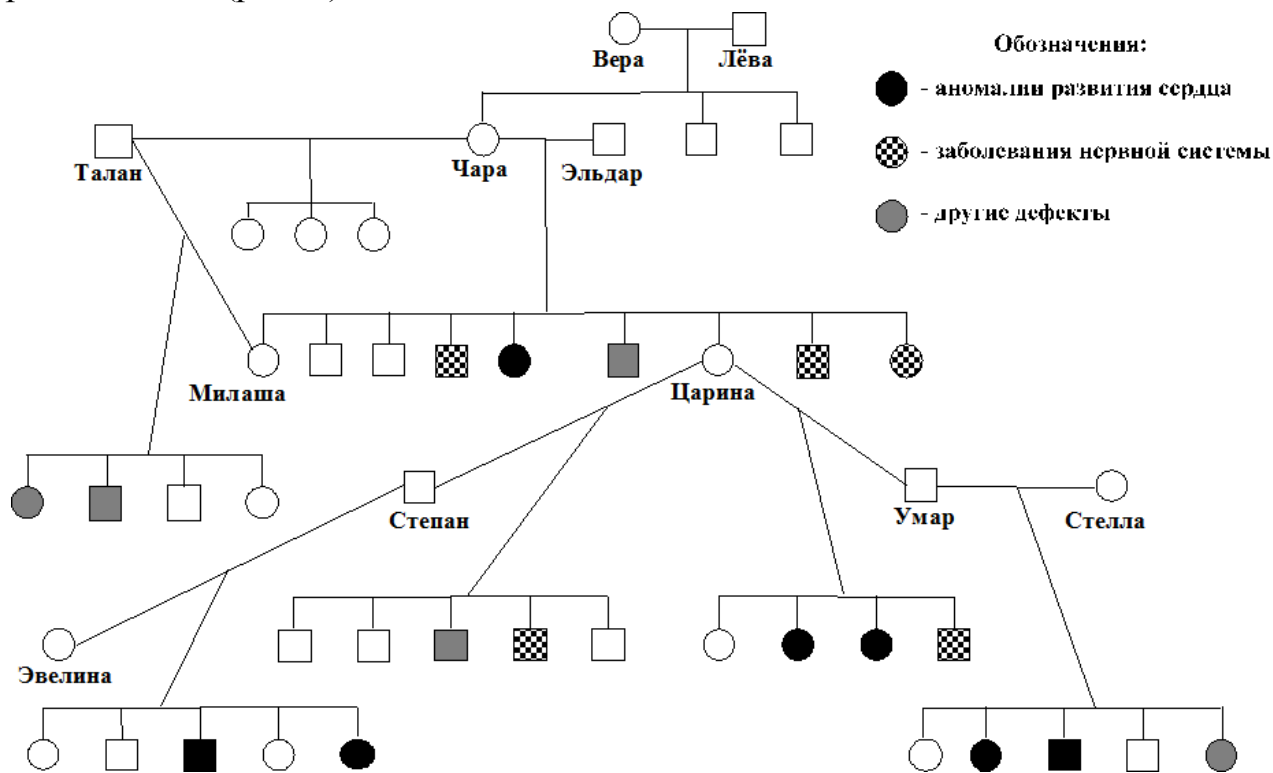 Вера
Лёва
Обозначения:
- аномалии развития сердца
- заболевания нервной системы
- другие дефекты
Талан
Чара
Эльдар
Милаша
Царина
Степан
Умар
Стелла
Эвелина